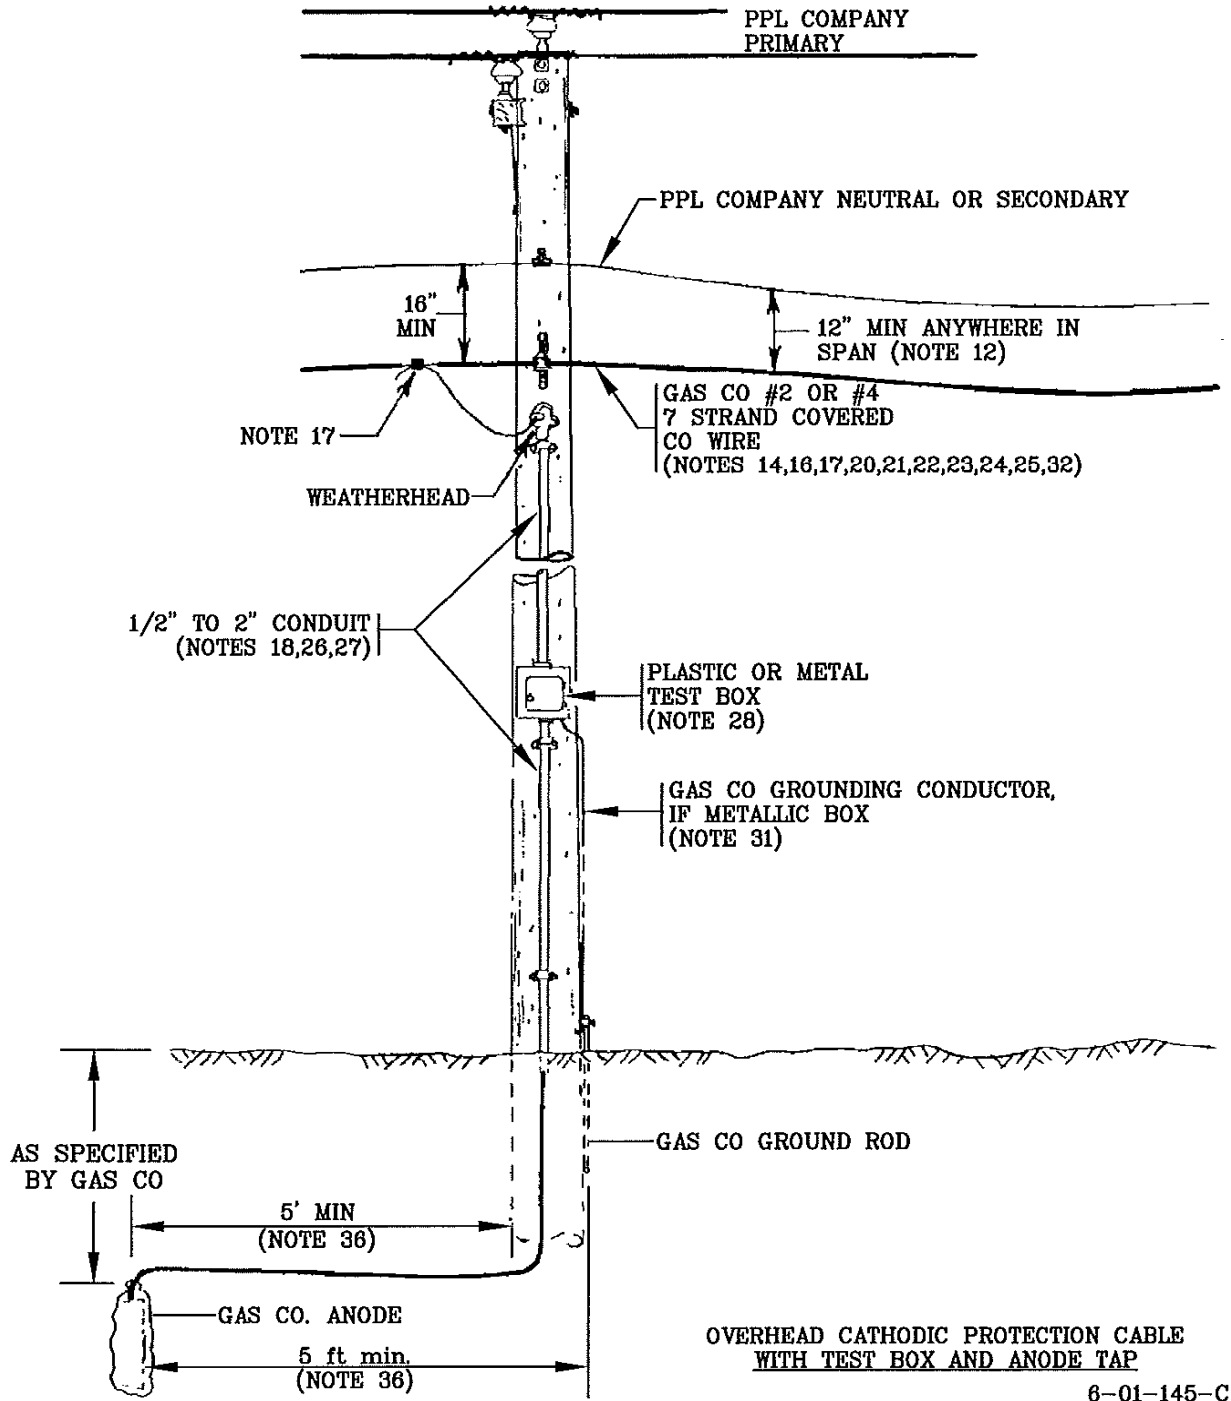 PPL COMPANY
PRIMARY
PPL COMPANY NEUTRAL OR SECONDARY
16"
MIN
12" MIN ANYWHERE IN
SPAN (NOTE 12)
GAS CO #2 OR #4
7 STRAND COVERED
CO WIRE
(NOTES 14,16,17,20,21,22,23,24,25,32)
NOTE 17
WEATHERHEAD
1/2" TO 2" CONDUIT
(NOTES 18,26,27)
PLASTIC OR METAL
TEST BOX
(NOTE 28)
GAS CO GROUNDING CONDUCTOR,
IF METALLIC BOX
(NOTE 31)
AS SPECIFIED
BY GAS CO
GAS CO GROUND ROD
5' MIN
(NOTE 36)
GAS CO. ANODE
5 ft min.
(NOTE 36)
OVERHEAD CATHODIC PROTECTION CABLE
WITH TEST BOX AND ANODE TAP
6-01-145-C